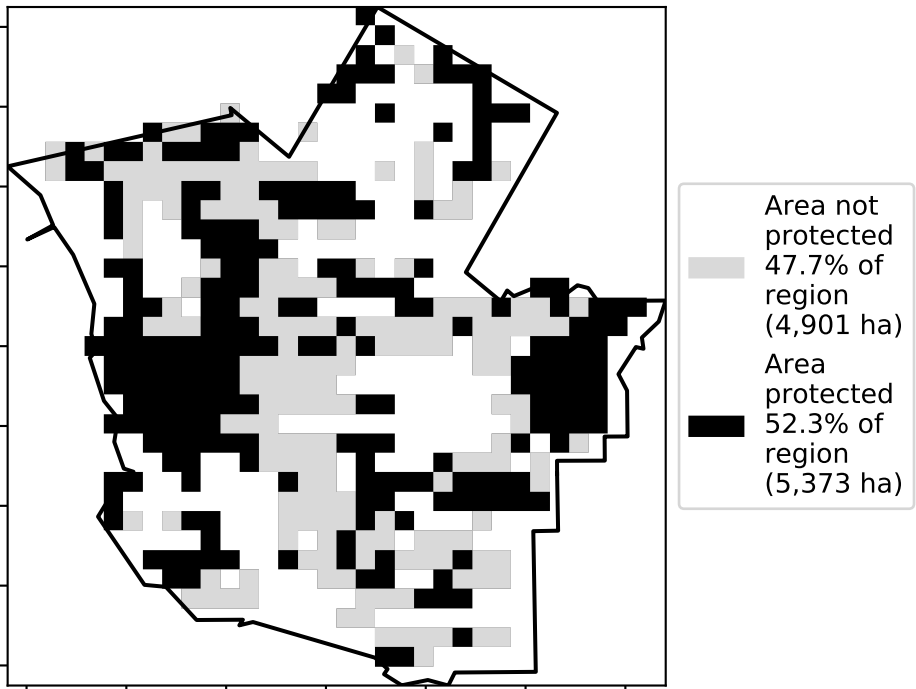 Area not
protected
47.7% of
region
(4,901 ha)
Area
protected
52.3% of
region
(5,373 ha)